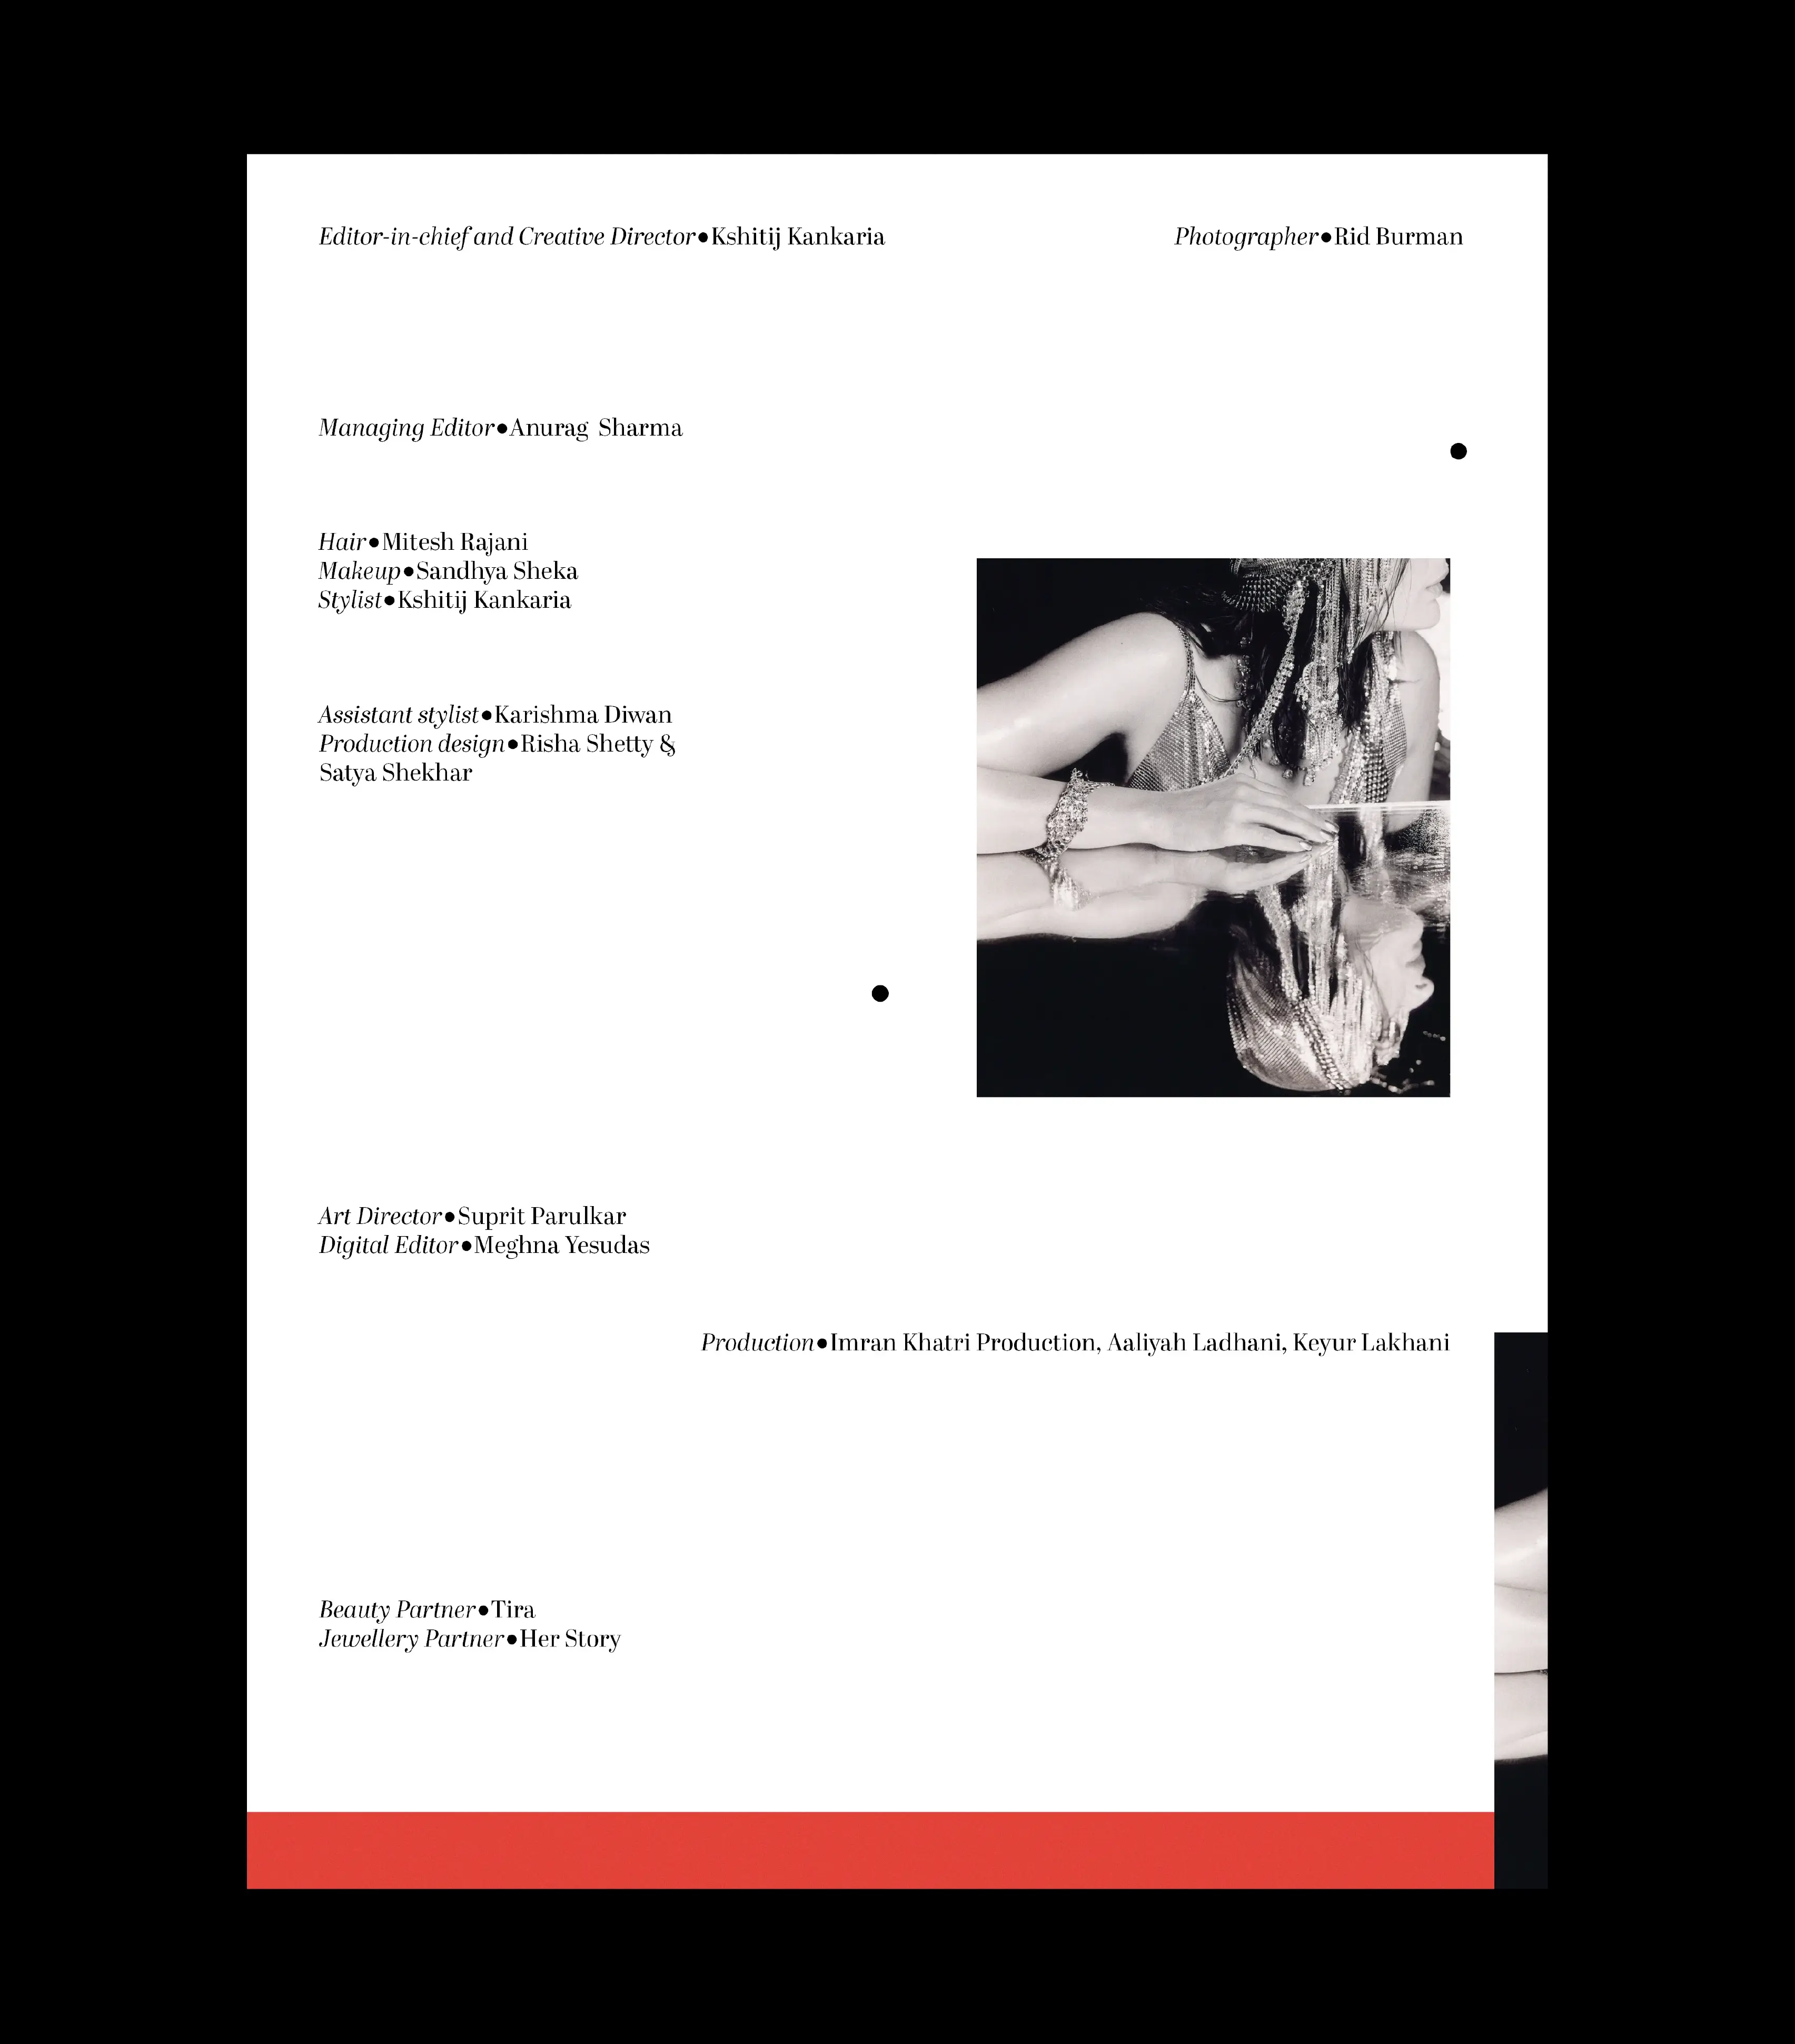 Editor-in-chief and Creative Director●Kshitij Kankaria
Photographer●Rid Burman
Managing Editor●Anurag  Sharma
Hair●Mitesh Rajani
Makeup●Sandhya Sheka
Stylist●Kshitij Kankaria
Assistant stylist●Karishma Diwan
Production design●Risha Shetty &
Satya Shekhar
Art Director●Suprit Parulkar
Digital Editor●Meghna Yesudas
Production●Imran Khatri Production, Aaliyah Ladhani, Keyur Lakhani
Beauty Partner●Tira
Jewellery Partner●Her Story